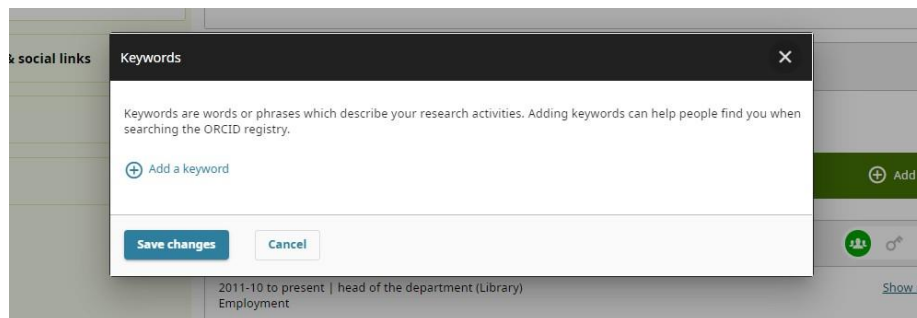 & social links
Keywords
Keywords are words or phrases which describe your research activities. Adding keywords can help people find you when
searching the ORCID registry.
Add a keyword
Add
Save changes
Cancel
2011-10 to present | head of the department (Library)
Show
Employment